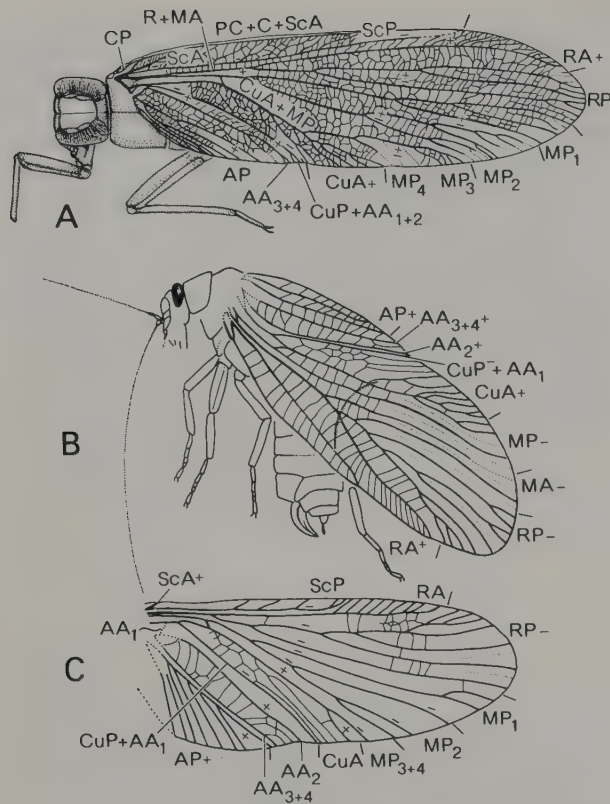 R+MA
PC+C+ScA
ScP
CP
ScA
RA+
CuA+MP
RP
MP1
MP2
MP3
MP4
CuA+
CuP+AA1+2
AA3+4
AP
A
AP+
AA3+4+
AA2+
CuP-+AA1
CuA+
B
MP-
MA-
RP-
RA+
ScA+
ScP
RA
RP-
AA1
C
MP1
CuP+AA1
MP2
AP+
AA3+4
AA2
CuA
MP3+4